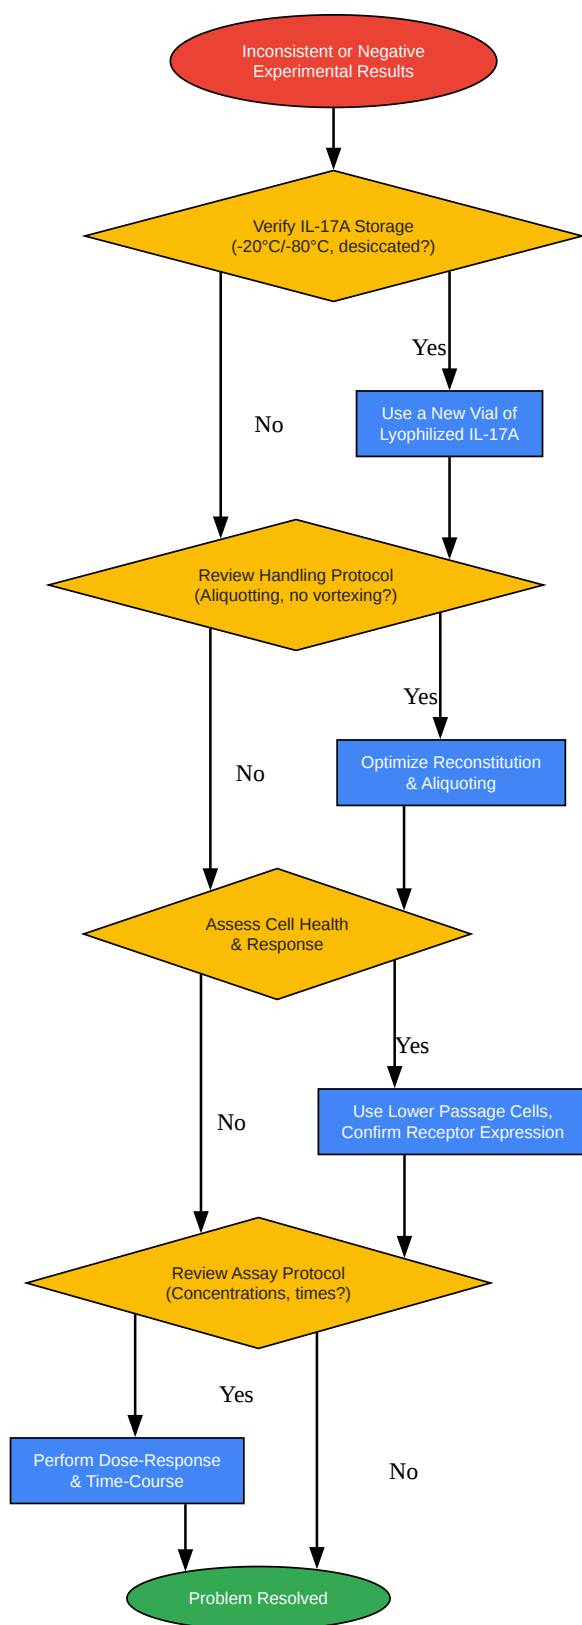 Inconsistent or Negative
Experimental Results
Verify IL-17A Storage
(-20°C/-80°C, desiccated?)
Yes
Use a New Vial of
Lyophilized IL-17A
No
Review Handling Protocol
(Aliquotting, no vortexing?)
Yes
Optimize Reconstitution
& Aliquoting
No
Assess Cell Health
& Response
Yes
Use Lower Passage Cells,
Confirm Receptor Expression
No
Review Assay Protocol
(Concentrations, times?)
Yes
Perform Dose-Response
& Time-Course
No
Problem Resolved